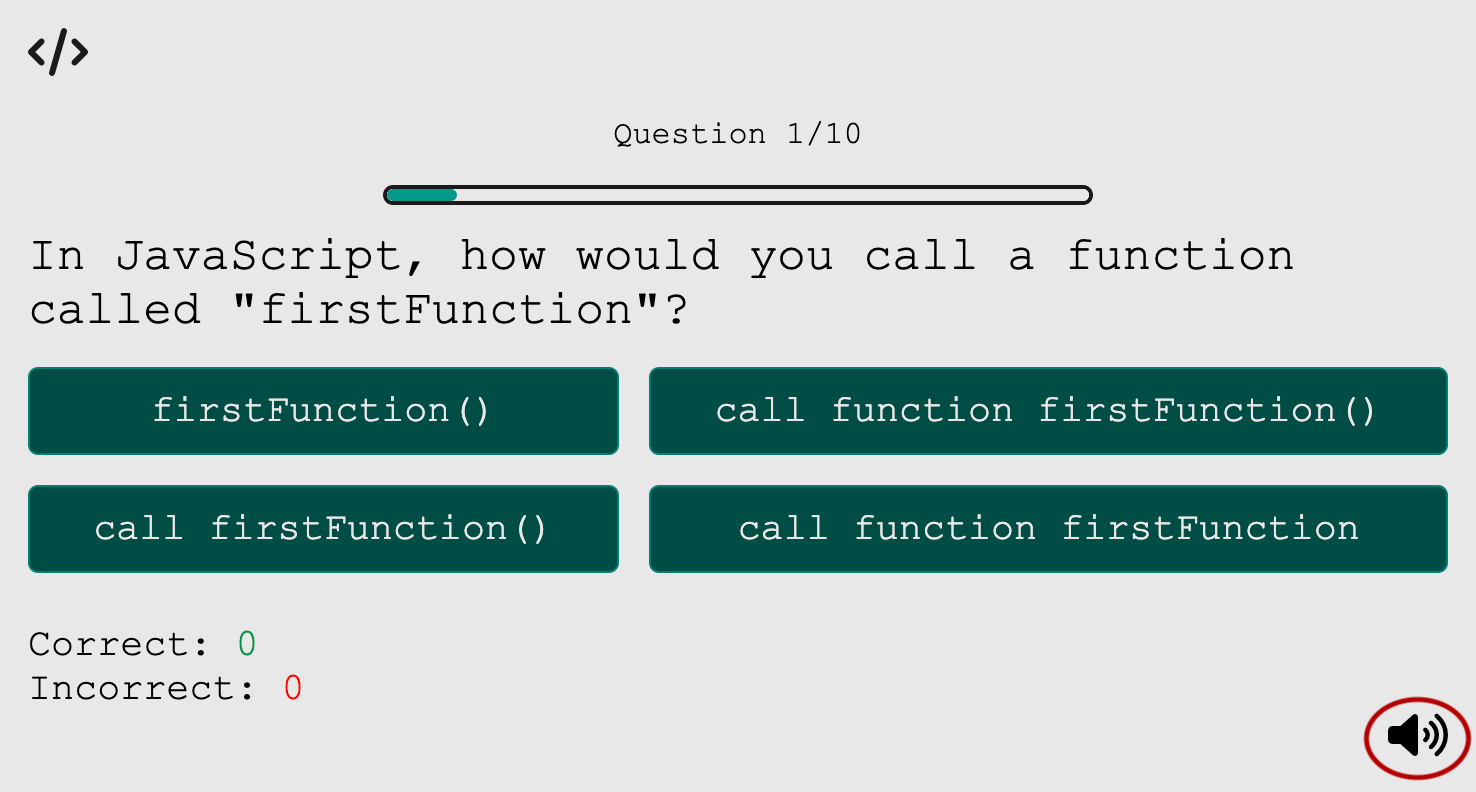 Question 1/10
In JavaScript, how would you call a function
called "firstFunction"?
firstFunction()
call function firstFunction()
call firstFunction()
call function firstFunction
Correct: 0
Incorrect: 0